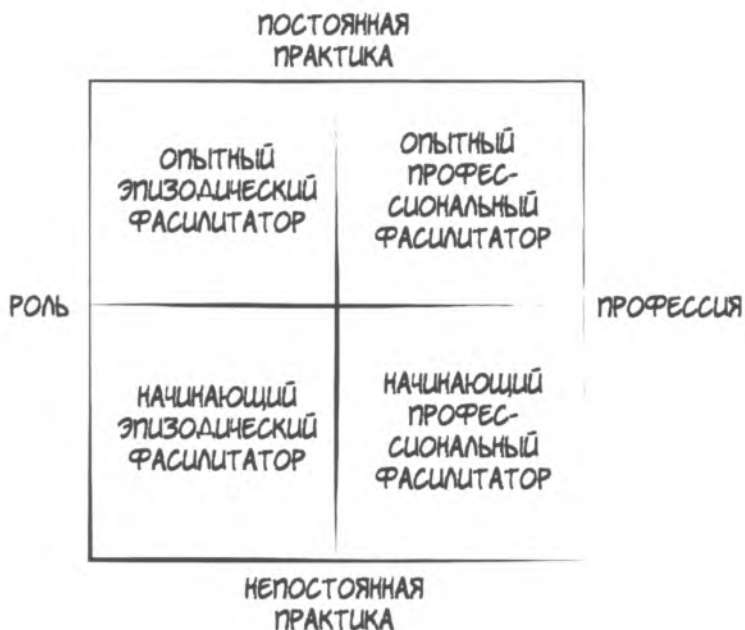 ПОСТОЯННАЯ
ПРАКТИКА
ОПЫТНЫЙ
ЭПИЗОДИЧЕСКИЙ
ФАСИЛИТАТОР
ОПЫТНЫЙ
ПРОФЕС-
СИОНАЛЬНЫЙ
ФАСИЛИТАТОР
РОЛЬ
ПРОФЕССИЯ
НАЧИНАЮЩИЙ
ЭПИЗОДИЧЕСКИЙ
ФАСИЛИТАТОР
НАЧИНАЮЩИЙ
ПРОФЕС-
СИОНАЛЬНЫЙ
ФАСИЛИТАТОР
НЕПОСТОЯННАЯ
ПРАКТИКА